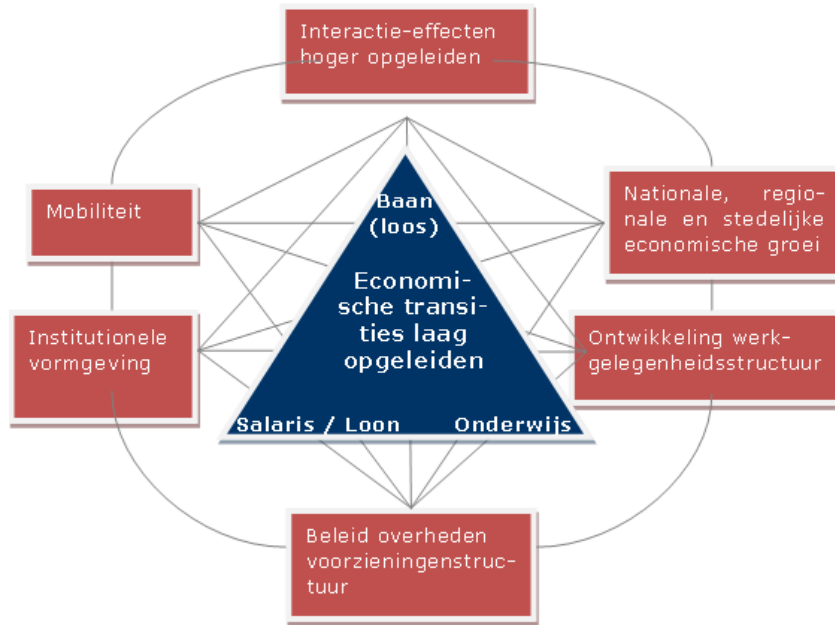 Interactie-effecten
hoger opgeleiden
Mobiliteit
Baan
(loos)
Nationale, regio-
nale en stedelijke
economische groei
Economi-
sche transi-
ties laag
opgeleiden
Institutionele
vormgeving
Ontwikkeling werk-
gelegenheidsstructuur
Salaris / Loon
Onderwijs
Beleid overheden
voorzieningenstruc-
tuur